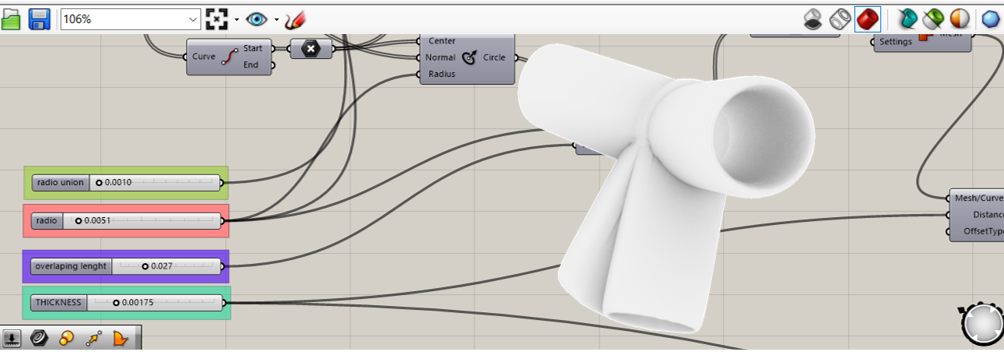 106%
Curve
Start
End
Center
Normal
Radius
Circle
Settings
Mesh
radio union 0.0010
radio 0.0051
overlaping lenght 0.027
THICKNESS 0.00175
Mesh/Curve
Distanc
OffsetType